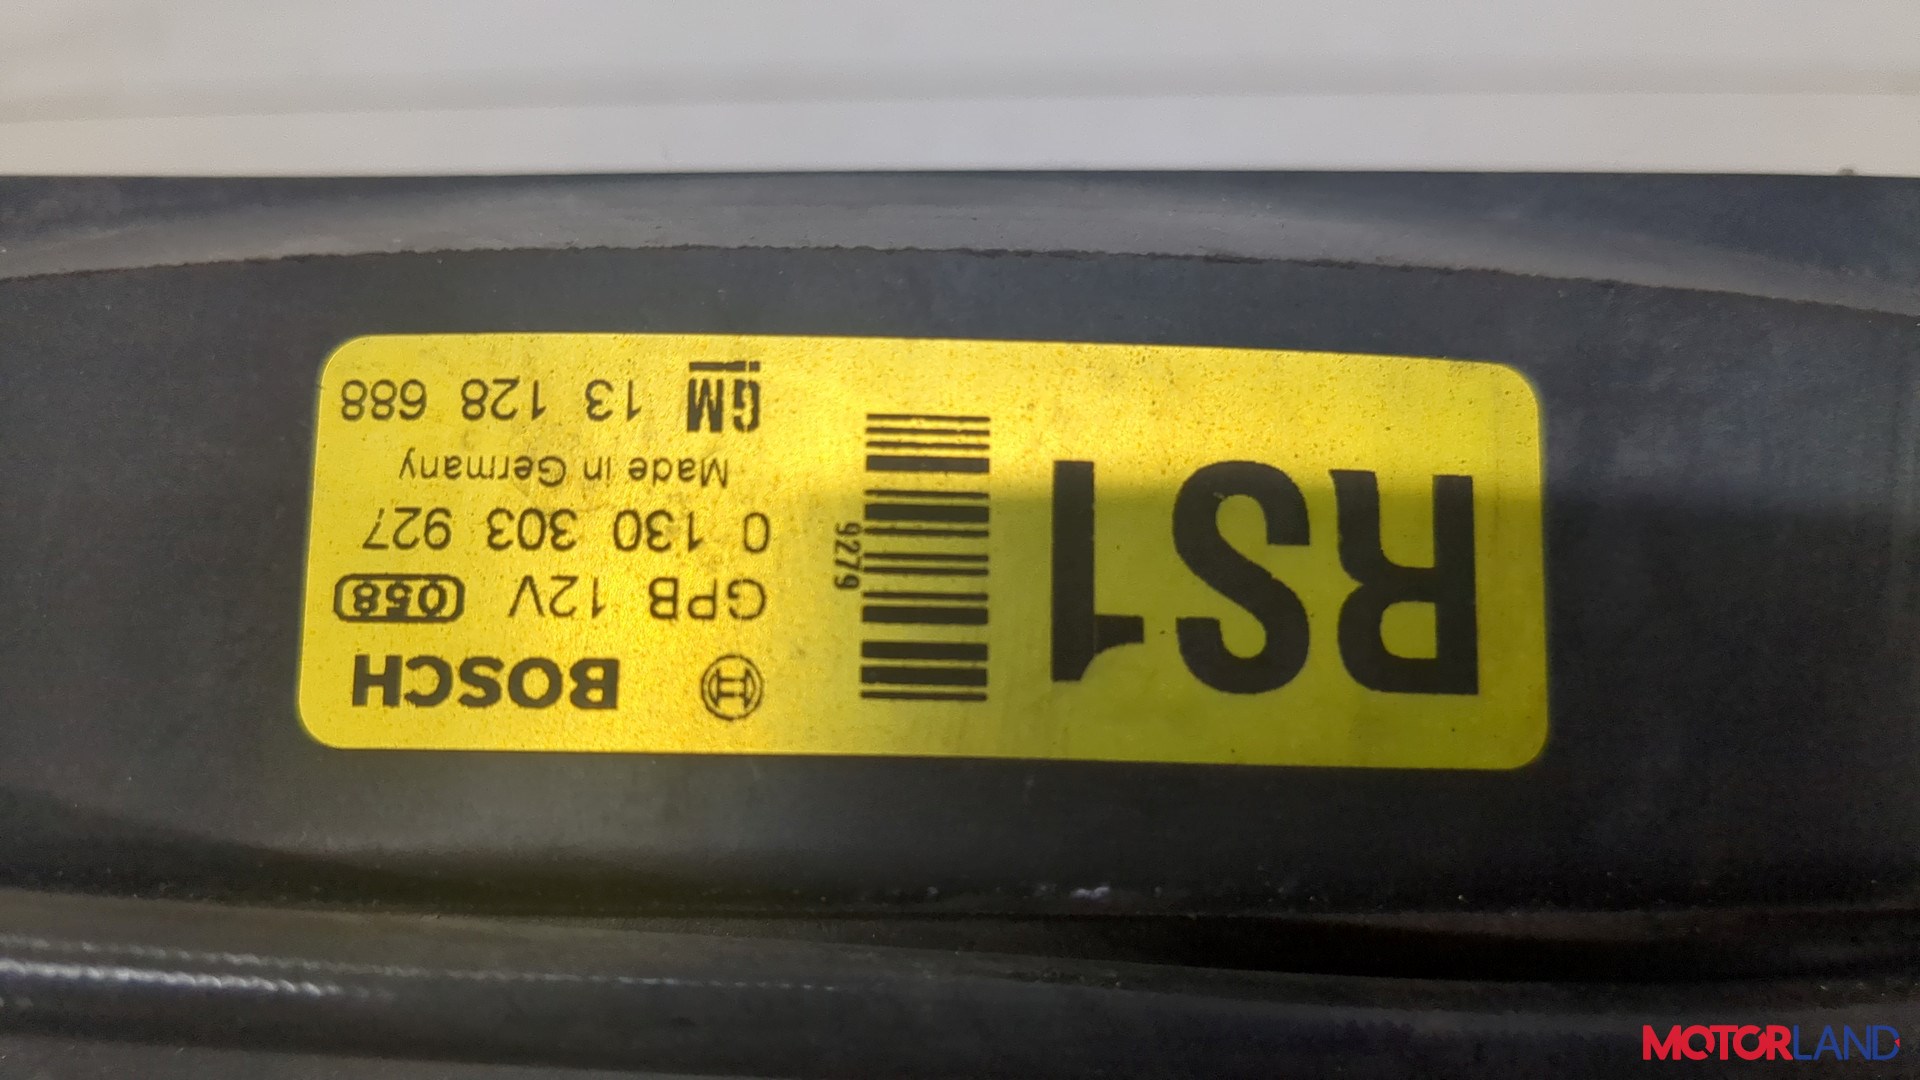 RS1
9279
BOSCH
GPB 12V 058
0 130 303 927
Made in Germany
GM 13 128 688
MOTORLAND